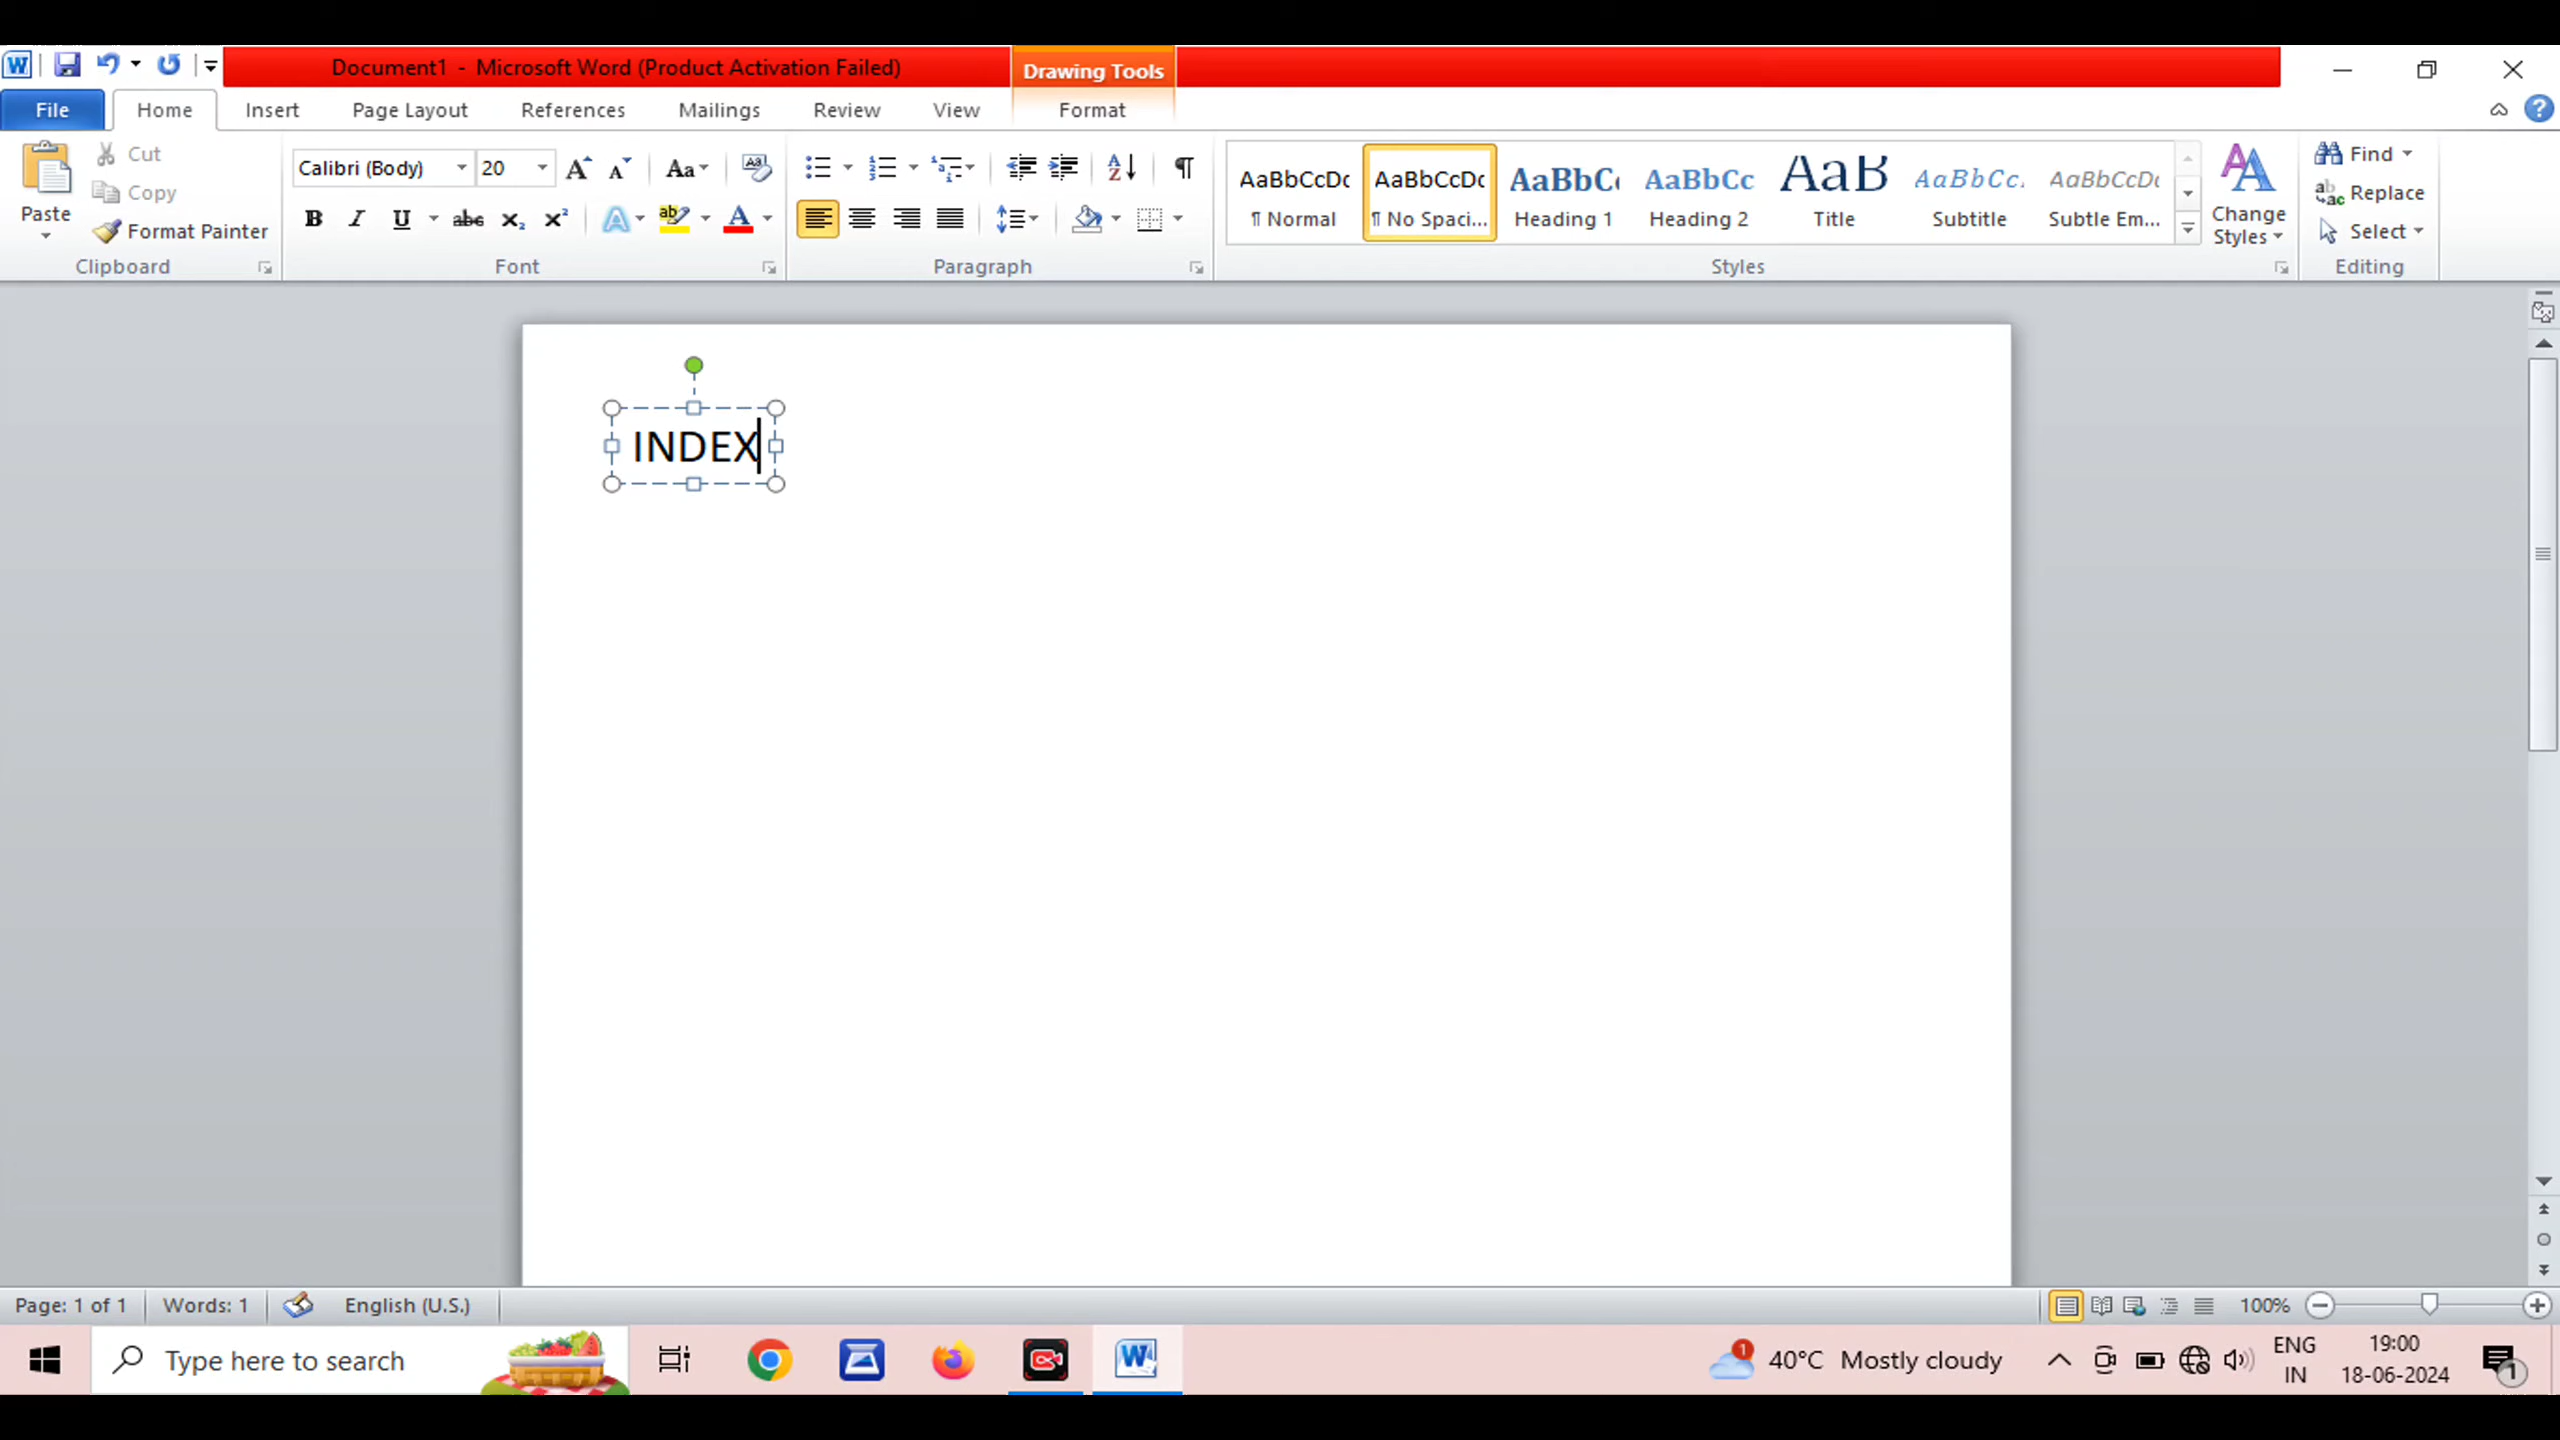 Document1 - Microsoft Word (Product Activation Failed)
Drawing Tools
File Home Insert Page Layout References Mailings Review View Format
Paste
Cut
Copy
Format Painter
Clipboard
Calibri (Body) 20
Font
Paragraph
AaBbCcDc AaBbCcDc AaBbC AaBbCc AaB AaBbCc. AaBbCcDc
¶ Normal ¶ No Spaci... Heading 1 Heading 2 Title Subtitle Subtle Em...
Change
Styles
Styles
Find
Replace
Select
Editing
INDEX
Page: 1 of 1 Words: 1 English (U.S.) 100%
Type here to search
1 40°C Mostly cloudy
ENG
IN
19:00
18-06-2024
1